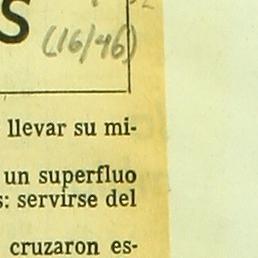 S
(16/46)
llevar su mi-
un superfluo
s: servirse del
cruzaron es-